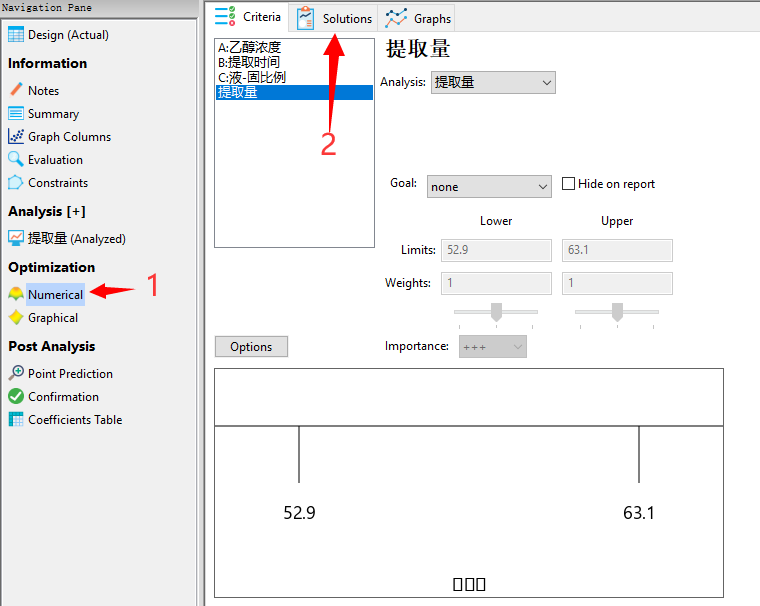 Navigation Pane
Design (Actual)
Information
Notes
Summary
Graph Columns
Evaluation
Constraints
Analysis [+]
提取量 (Analyzed)
Optimization
Numerical
1
Graphical
Post Analysis
Point Prediction
Confirmation
Coefficients Table
Criteria
Solutions
Graphs
A:乙醇浓度
B:提取时间
C:液-固比例
提取量
2
提取量
Analysis: 提取量
Goal: none
Hide on report
Lower Upper
Limits: 52.9 63.1
Weights: 1 1
Options
Importance: +++
52.9 63.1